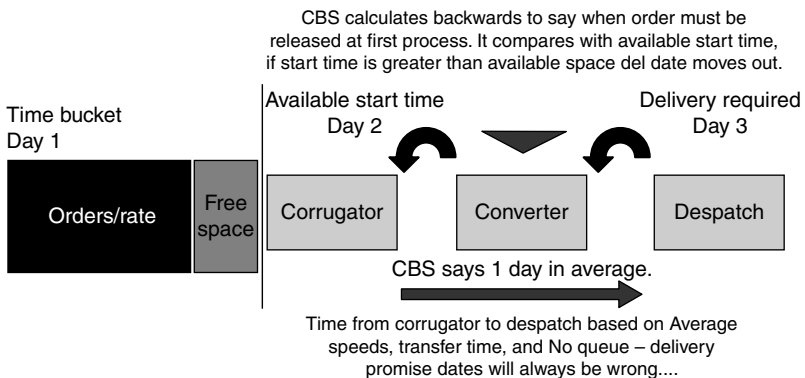 CBS calculates backwards to say when order must be
released at first process. It compares with available start time,
if start time is greater than available space del date moves out.
Time bucket
Day 1
Available start time
Day 2
Delivery required
Day 3
Orders/rate
Free
space
Corrugator
Converter
Despatch
CBS says 1 day in average.
Time from corrugator to despatch based on Average
speeds, transfer time, and No queue – delivery
promise dates will always be wrong....